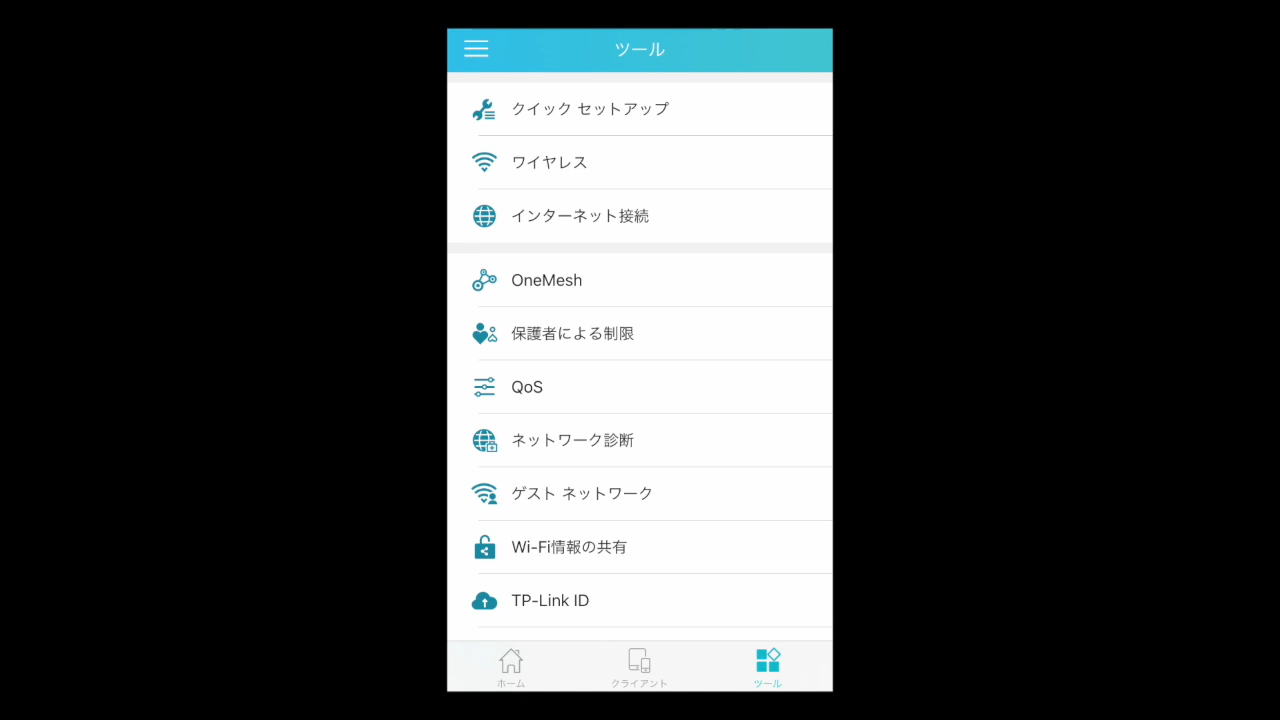 ツール
クイック セットアップ
ワイヤレス
インターネット接続
OneMesh
保護者による制限
QoS
ネットワーク診断
ゲスト ネットワーク
Wi-Fi情報の共有
TP-Link ID
ホーム
クライアント
ツール